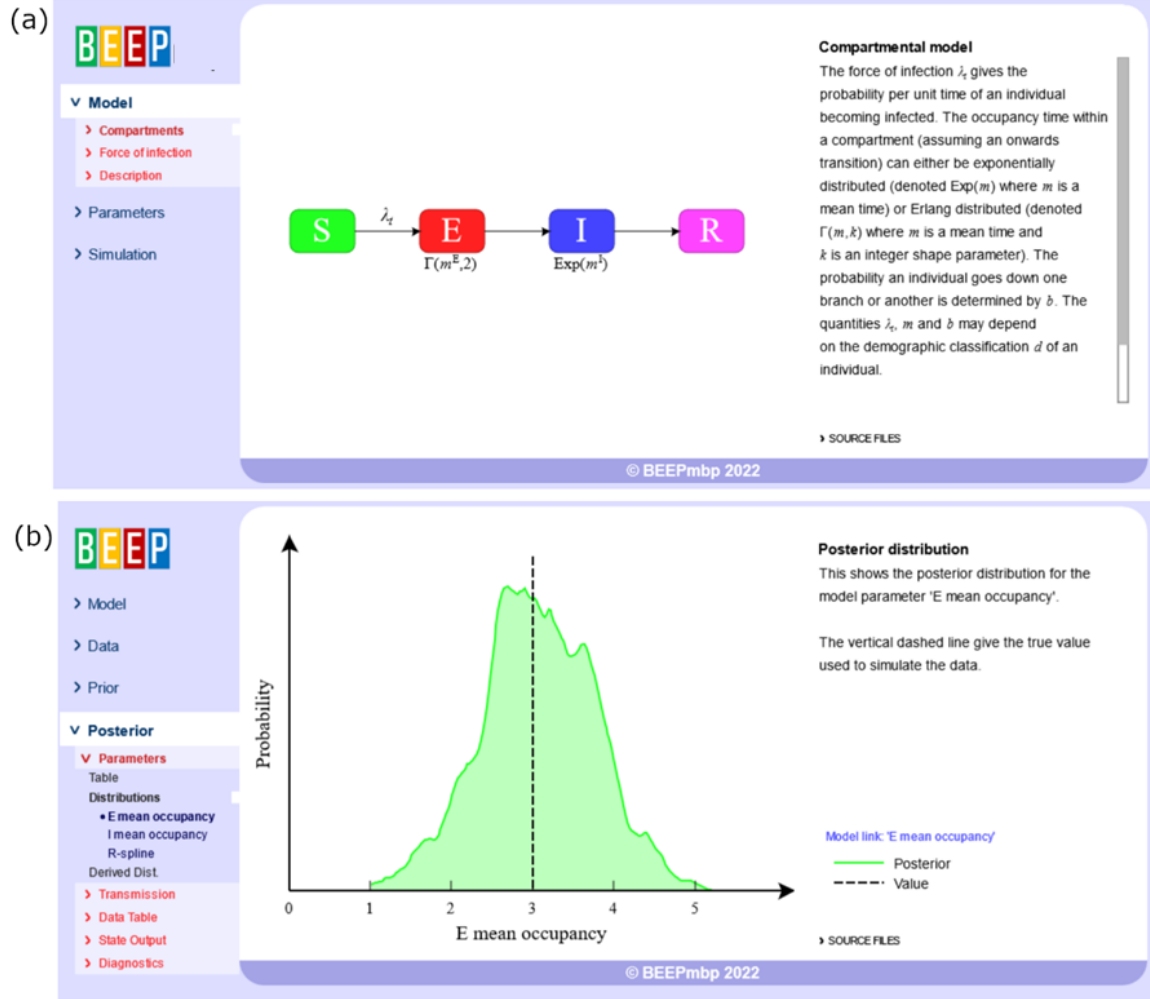 (a)
BEEP
Model
Compartments
Force of infection
Description
Parameters
Simulation
S
λt
E
I
R
Γ(mᴱ,2)
Exp(mᴵ)
Compartmental model
The force of infection λt gives the
probability per unit time of an individual
becoming infected. The occupancy time within
a compartment (assuming an onwards
transition) can either be exponentially
distributed (denoted Exp(m) where m is a
mean time) or Erlang distributed (denoted
Γ(m,k) where m is a mean time and
k is an integer shape parameter). The
probability an individual goes down one
branch or another is determined by b. The
quantities λt, m and b may depend
on the demographic classification d of an
individual.
SOURCE FILES
© BEEPmbp 2022
(b)
BEEP
Model
Data
Prior
Posterior
Parameters
Table
Distributions
• E mean occupancy
I mean occupancy
R-spline
Derived Dist.
Transmission
Data Table
State Output
Diagnostics
Probability
0 1 2 3 4 5
E mean occupancy
Posterior distribution
This shows the posterior distribution for the
model parameter 'E mean occupancy'.
The vertical dashed line give the true value
used to simulate the data.
Model link: 'E mean occupancy'
Posterior
Value
SOURCE FILES
© BEEPmbp 2022